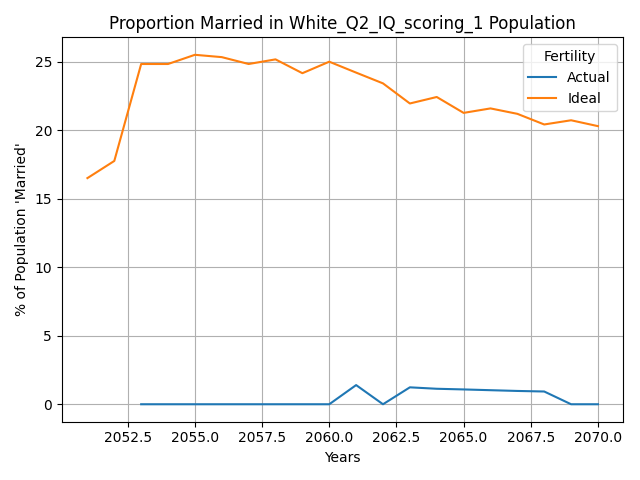 Proportion Married in White_Q2_IQ_scoring_1 Population
Fertility
Actual
Ideal
% of Population 'Married'
25
20
15
10
5
0
2052.5 2055.0 2057.5 2060.0 2062.5 2065.0 2067.5 2070.0
Years